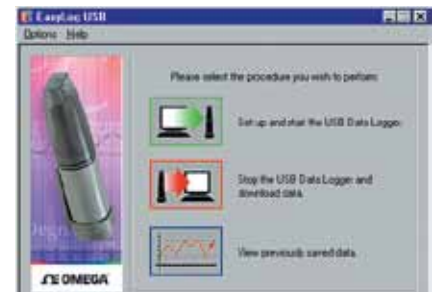 EasyLog USB
Options Help
Please select the procedure you wish to perform:
Set up and start the USB Data Logger.
Stop the USB Data Logger and
download data.
View previously saved data.
ΩE OMEGA